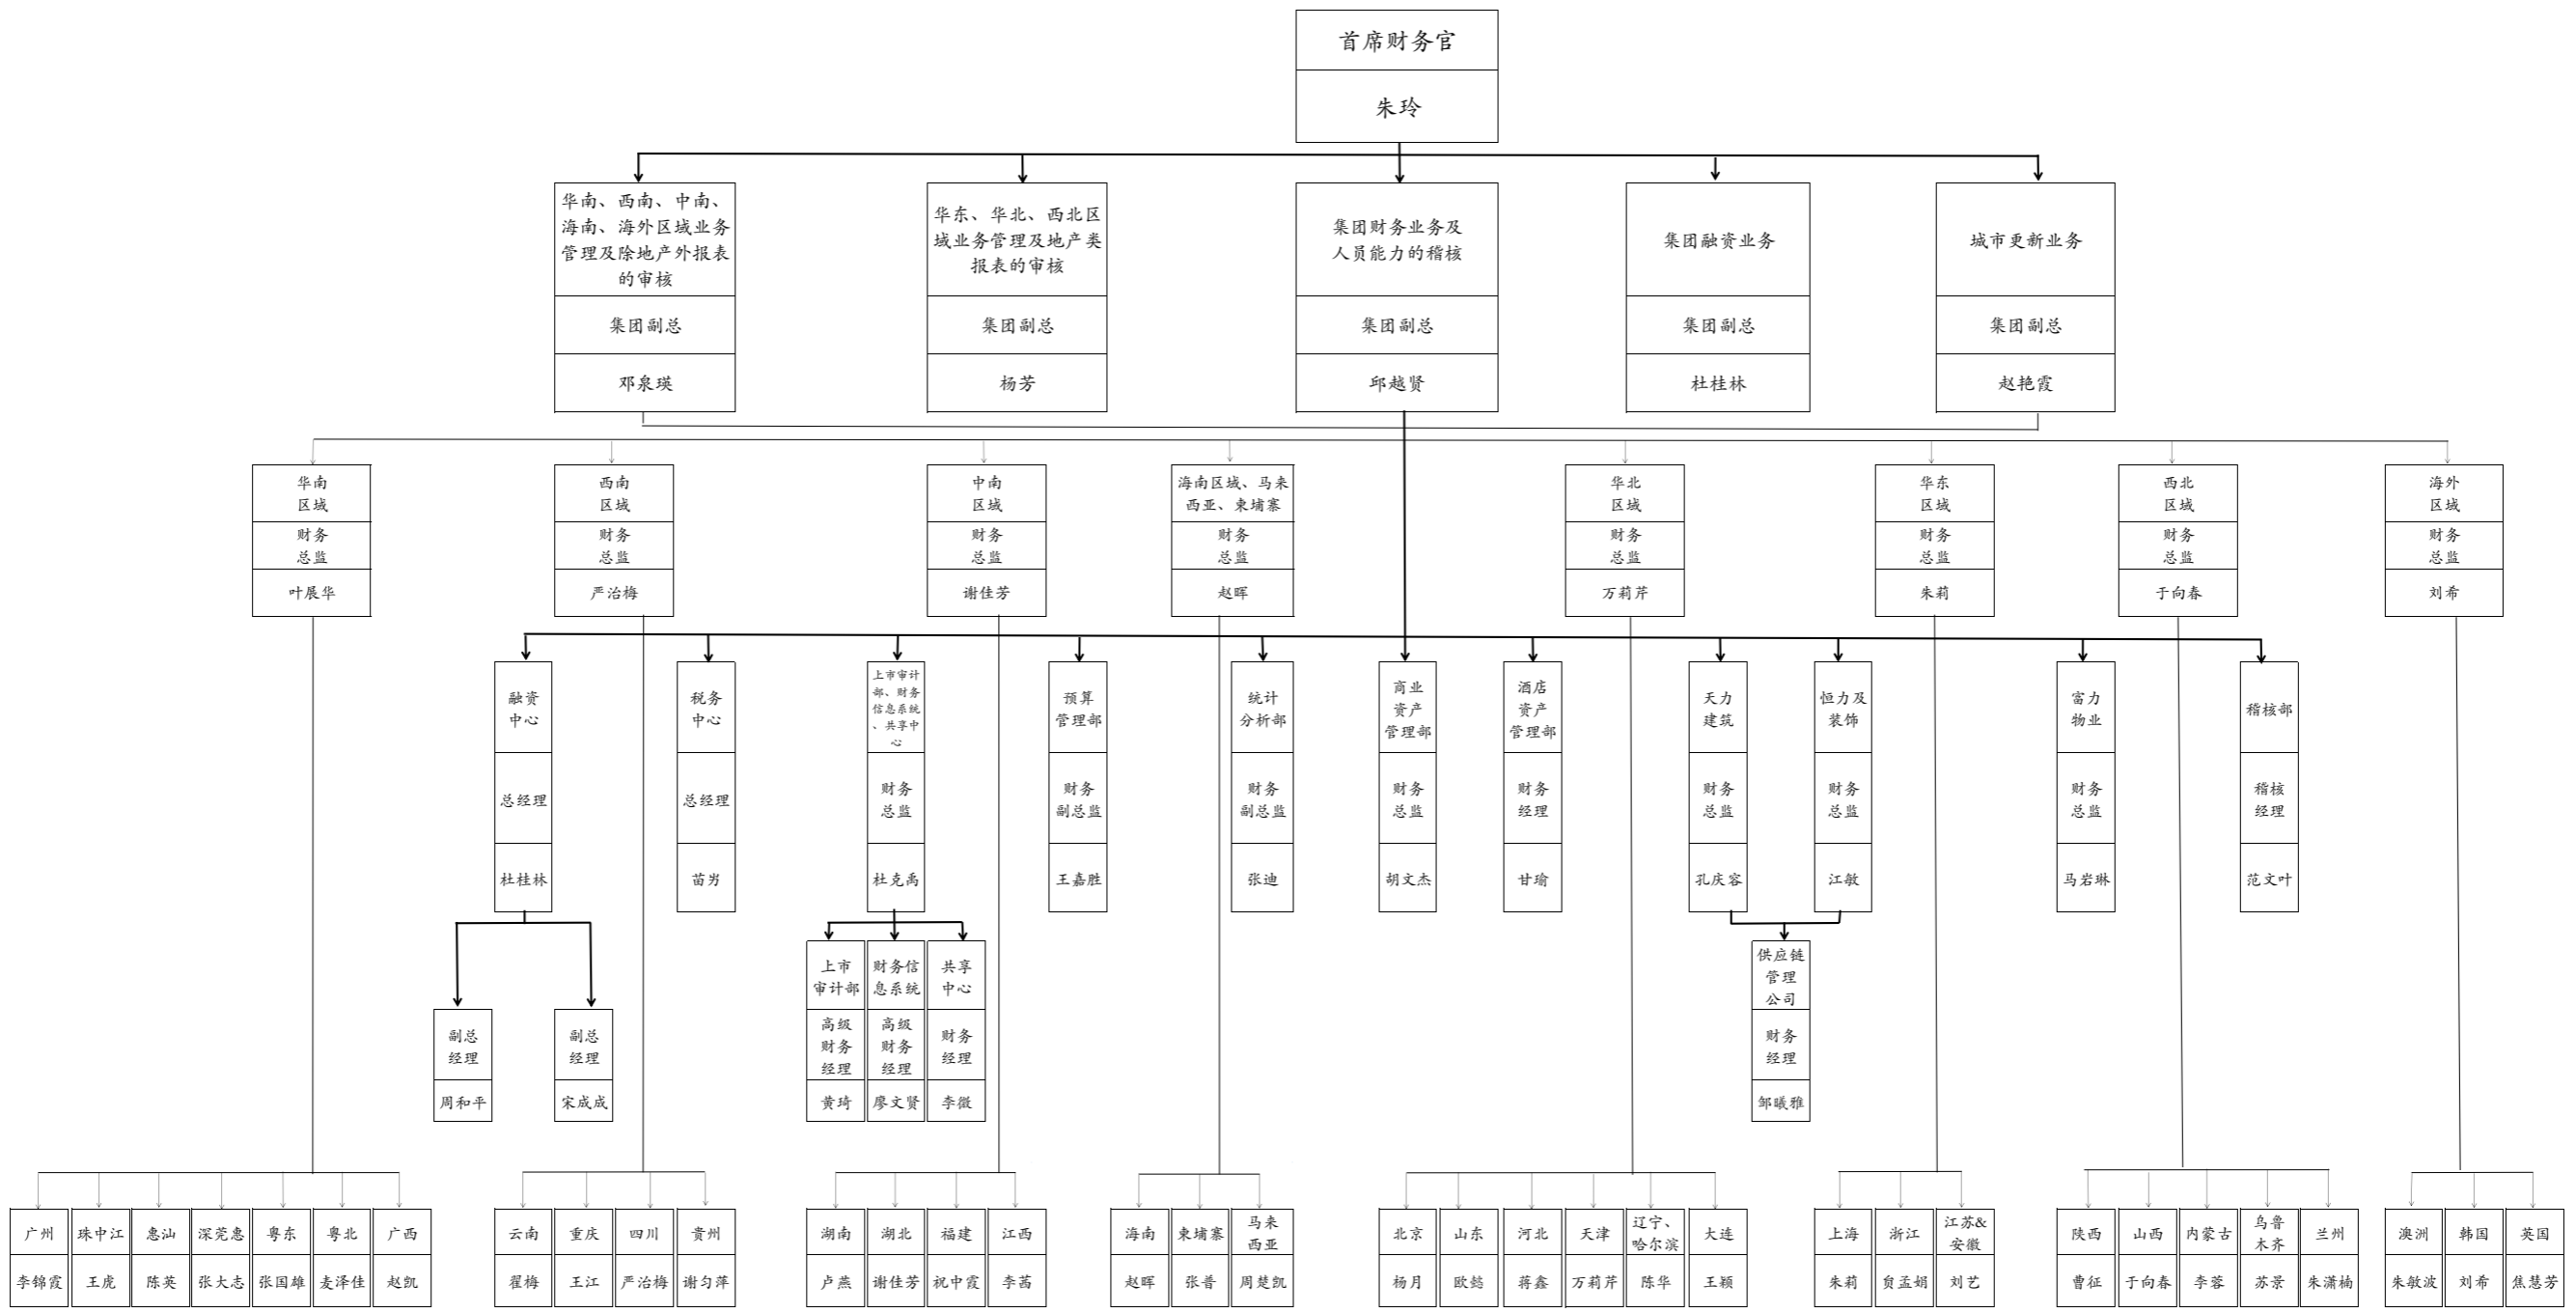 首席财务官
朱玲
华南、西南、中南、
海南、海外区域业务
管理及除地产外报表
的审核
集团副总
邓泉瑛
华东、华北、西北区
域业务管理及地产类
报表的审核
集团副总
杨芳
集团财务业务及
人员能力的稽核
集团副总
邱越贤
集团融资业务
集团副总
杜桂林
城市更新业务
集团副总
赵艳霞
华南
区域
财务
总监
叶展华
西南
区域
财务
总监
严治梅
中南
区域
财务
总监
谢佳芳
海南区域、马来
西亚、柬埔寨
财务
总监
赵晖
华北
区域
财务
总监
万莉芹
华东
区域
财务
总监
朱莉
西北
区域
财务
总监
于向春
海外
区域
财务
总监
刘希
融资
中心
总经理
杜桂林
税务
中心
总经理
苗屴
上市审计
部、财务
信息系统
、共享中
心
财务
总监
杜克禹
预算
管理部
财务
副总监
王嘉胜
统计
分析部
财务
副总监
张迪
商业
资产
管理部
财务
总监
胡文杰
酒店
资产
管理部
财务
经理
甘瑜
天力
建筑
财务
总监
孔庆容
恒力及
装饰
财务
总监
江敏
富力
物业
财务
总监
马岩琳
稽核部
稽核
经理
范文叶
副总
经理
周和平
副总
经理
宋成成
上市
审计部
高级
财务
经理
黄琦
财务信
息系统
高级
财务
经理
廖文贤
共享
中心
财务
经理
李微
供应链
管理
公司
财务
经理
邹曦雅
广州
李锦霞
珠中江
王虎
惠汕
陈英
深莞惠
张大志
粤东
张国雄
粤北
麦泽佳
广西
赵凯
云南
翟梅
重庆
王江
四川
严治梅
贵州
谢匀萍
湖南
卢燕
湖北
谢佳芳
福建
祝中霞
江西
李茜
海南
赵晖
柬埔寨
张普
马来
西亚
周楚凯
北京
杨月
山东
欧懿
河北
蒋鑫
天津
万莉芹
辽宁、
哈尔滨
陈华
大连
王颖
上海
朱莉
浙江
贠孟娟
江苏&
安徽
刘艺
陕西
曹征
山西
于向春
内蒙古
李蓉
乌鲁
木齐
苏景
兰州
朱潇楠
澳洲
朱敏波
韩国
刘希
英国
焦慧芳